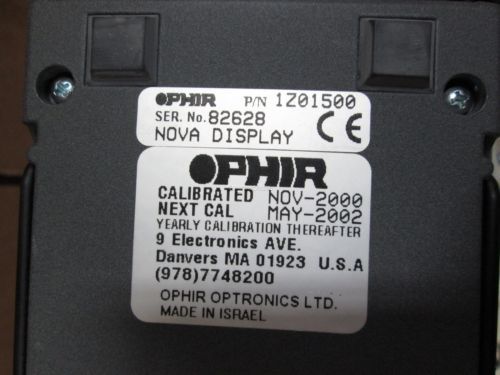 OPHIR P/N 1Z01500
SER. No. 82628
NOVA DISPLAY CE
OPHIR
CALIBRATED NOV-2000
NEXT CAL MAY-2002
YEARLY CALIBRATION THEREAFTER
9 Electronics AVE.
Danvers MA 01923 U.S.A
(978)7748200
OPHIR OPTRONICS LTD.
MADE IN ISRAEL